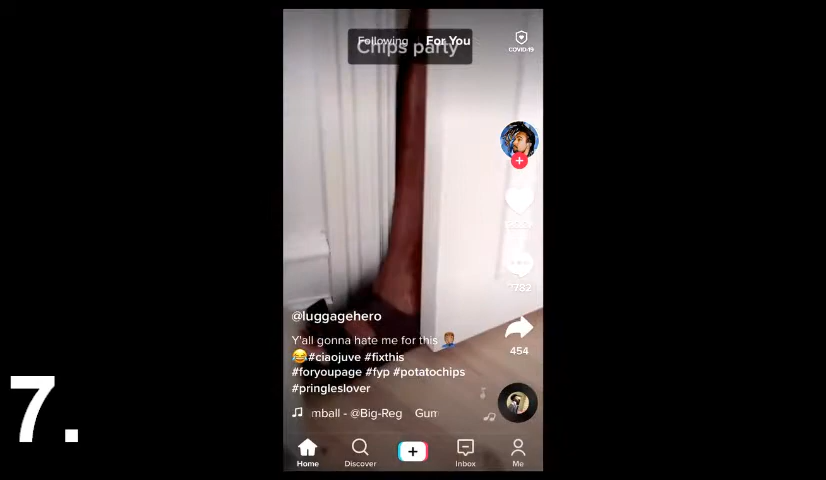 Following For You
Chips party
COVID-19
1782
@luggagehero
Y'all gonna hate me for this 🤦🏽‍♂️
😂#ciaojuve #fixthis
454
#foryoupage #fyp #potatochips
#pringleslover
mball - @Big-Reg Gum
7.
Home Discover Inbox Me